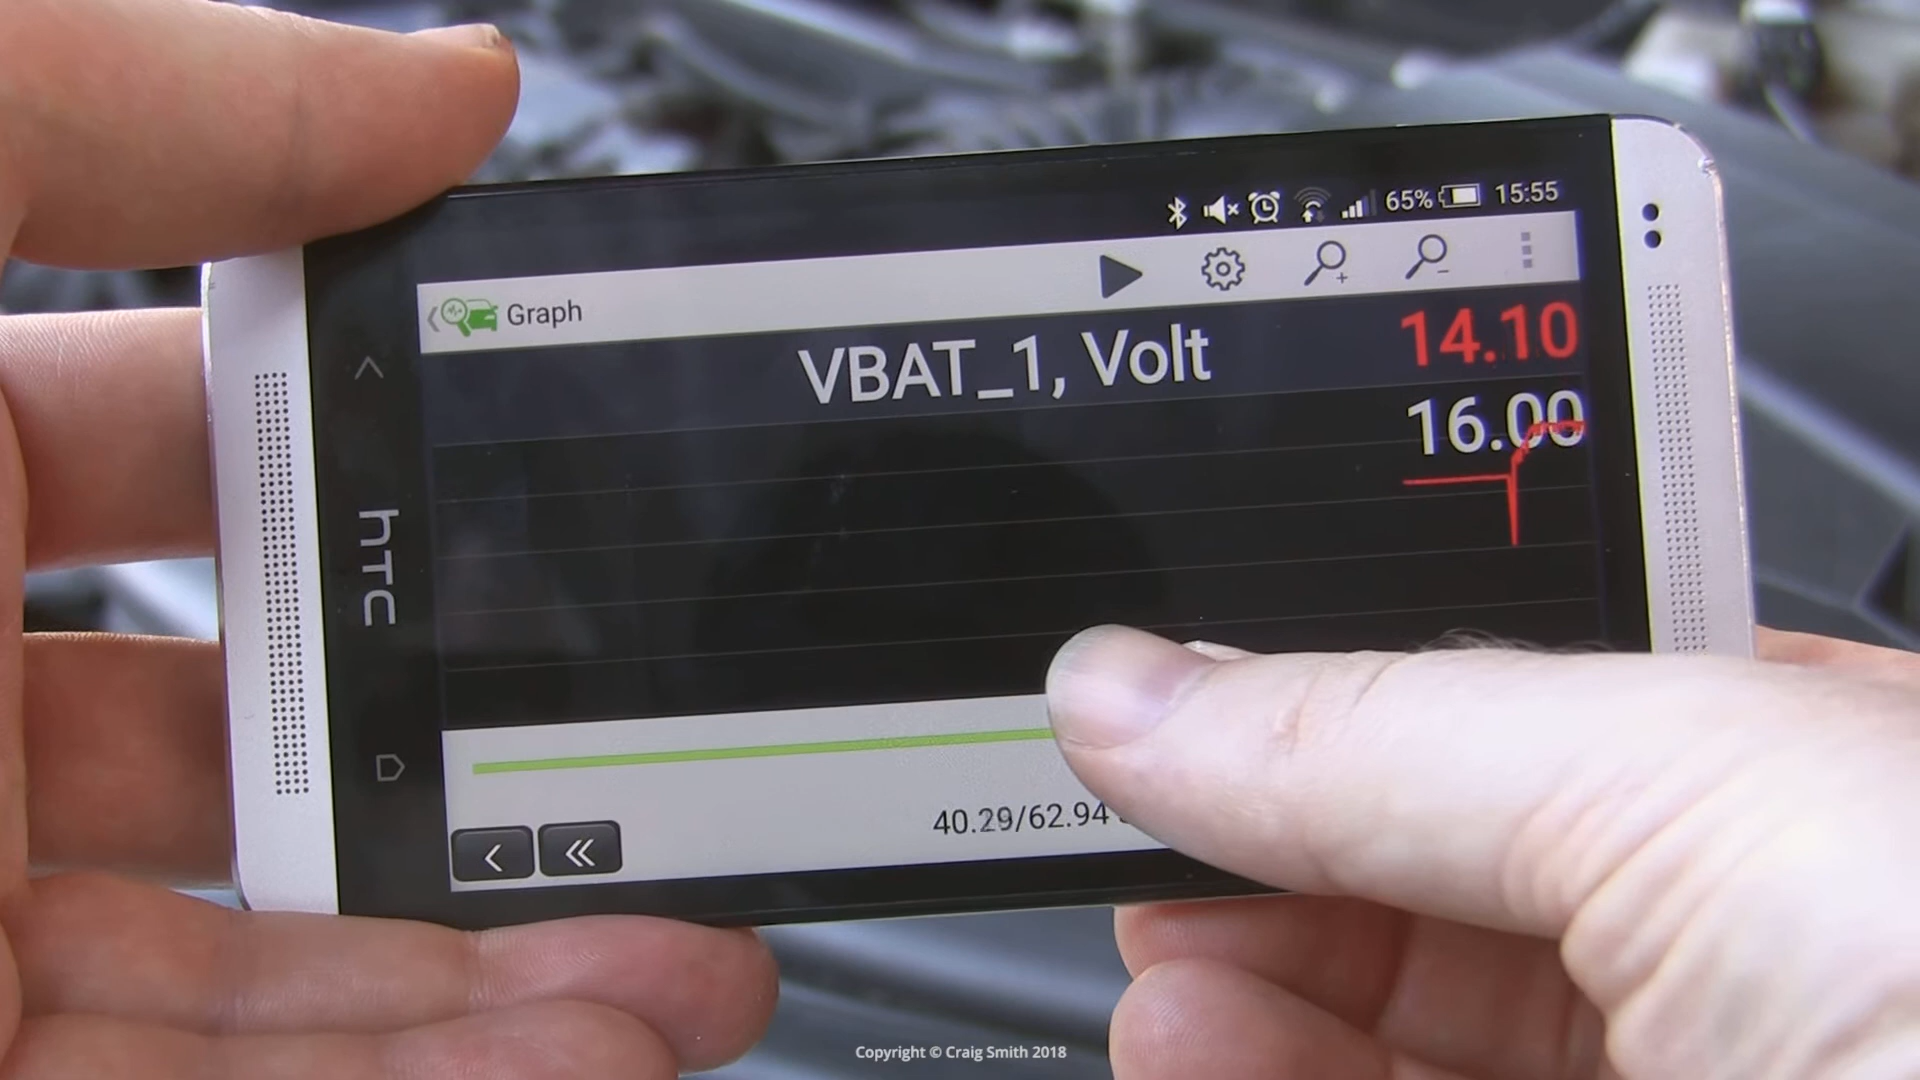 65% 15:55
Graph
VBAT_1, Volt
14.10
16.00
hTC
40.29/62.94
Copyright © Craig Smith 2018